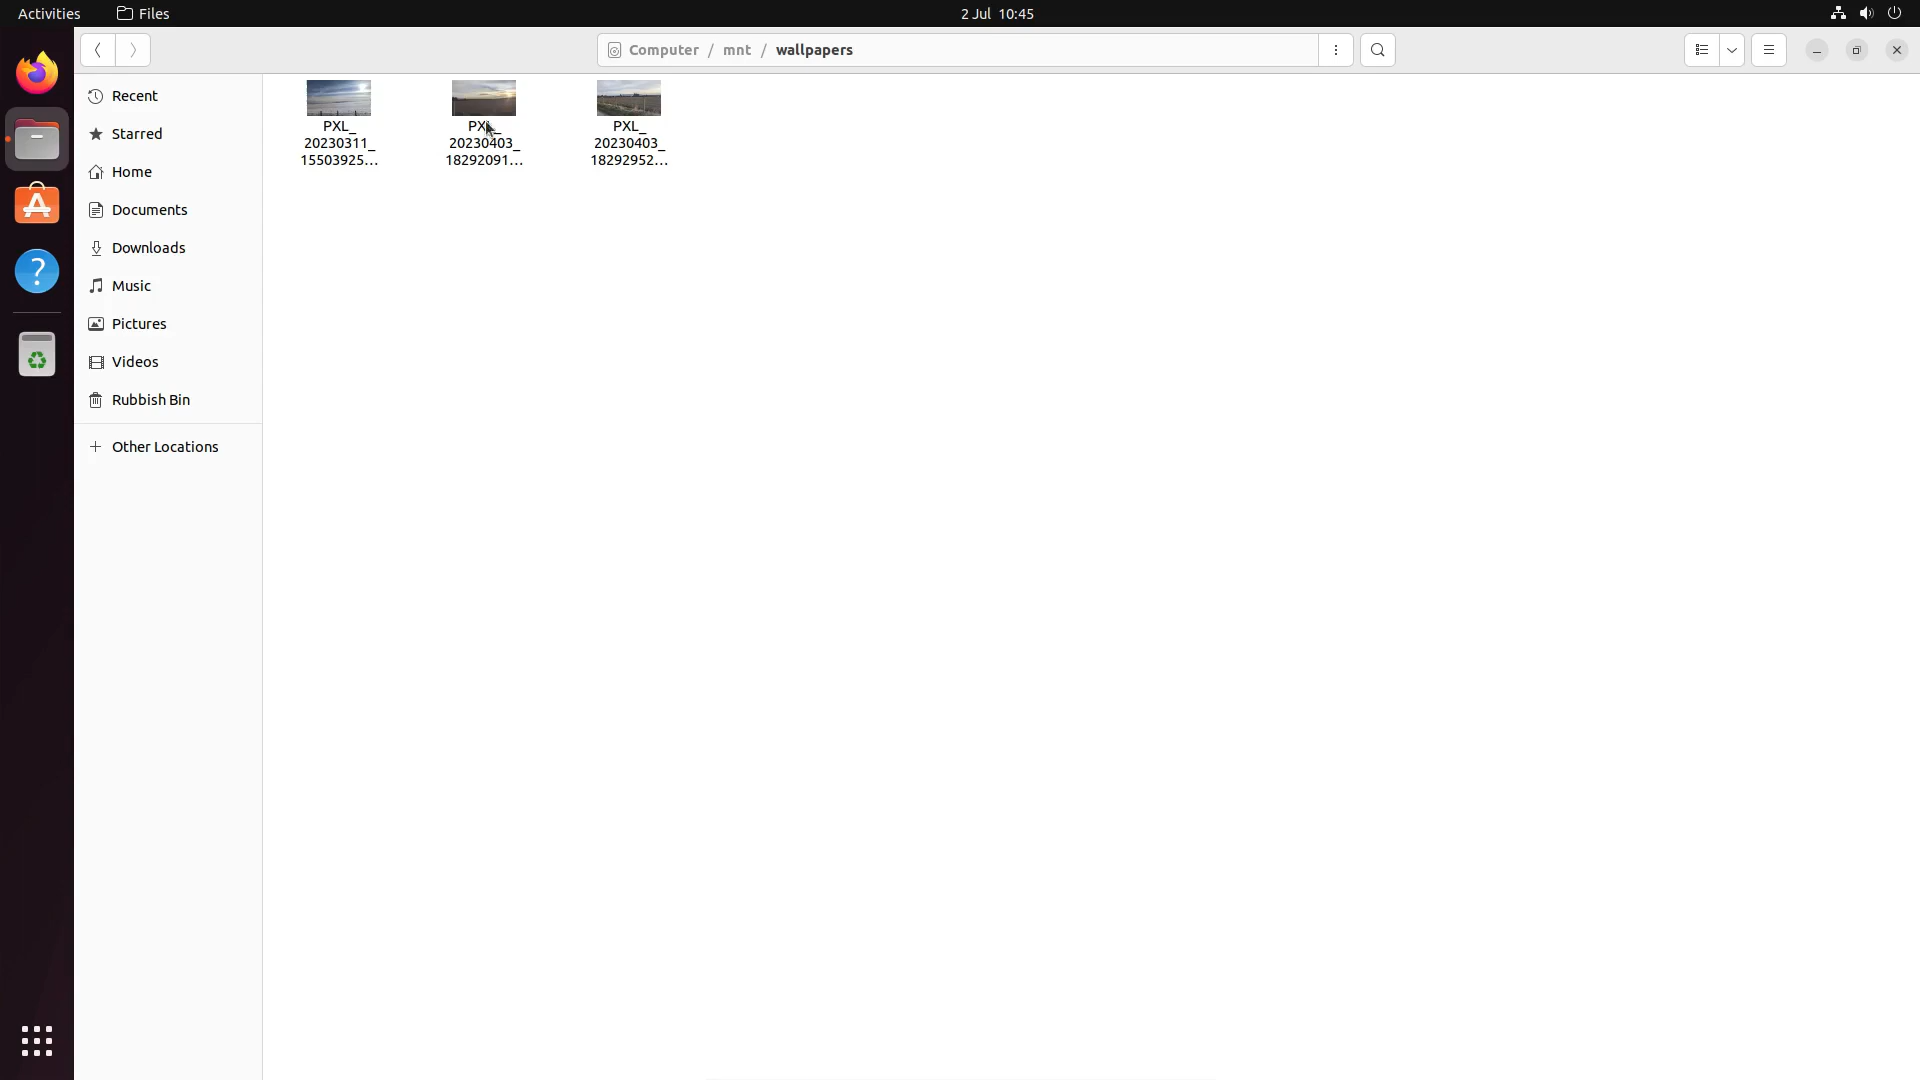 Activities Files 2 Jul 10:45
Computer / mnt / wallpapers
Recent
Starred
Home
Documents
Downloads
Music
Pictures
Videos
Rubbish Bin
+ Other Locations
PXL_
20230311_
15503925...
PXL_
20230403_
18292091...
PXL_
20230403_
18292952...